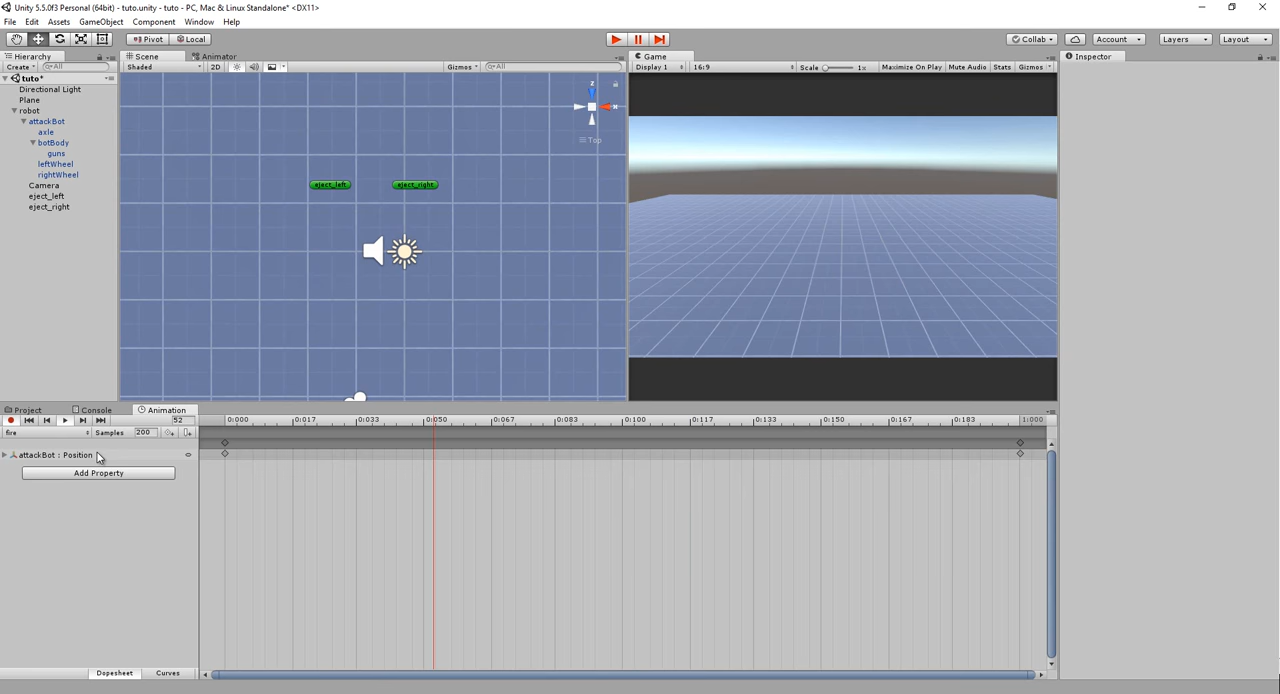 Unity 5.5.0f3 Personal (64bit) - tuto.unity - tuto - PC, Mac & Linux Standalone* <DX11>
File Edit Assets GameObject Component Window Help
Pivot Local Collab Account Layers Layout
Hierarchy Scene Animator Game Inspector
Create All Shaded 2D Gizmos All Display 1 16:9 Scale 1x Maximize On Play Mute Audio Stats Gizmos
tuto*
Directional Light
Plane
robot
attackBot
axle
botBody
guns
leftWheel
rightWheel
Camera
eject_left
eject_right
z
x
Top
eject_left eject_right
Project Console Animation
52 0:000 0:017 0:033 0:050 0:067 0:083 0:100 0:117 0:133 0:150 0:167 0:183 1:000
fire Samples 200
attackBot : Position
Add Property
Dopesheet Curves